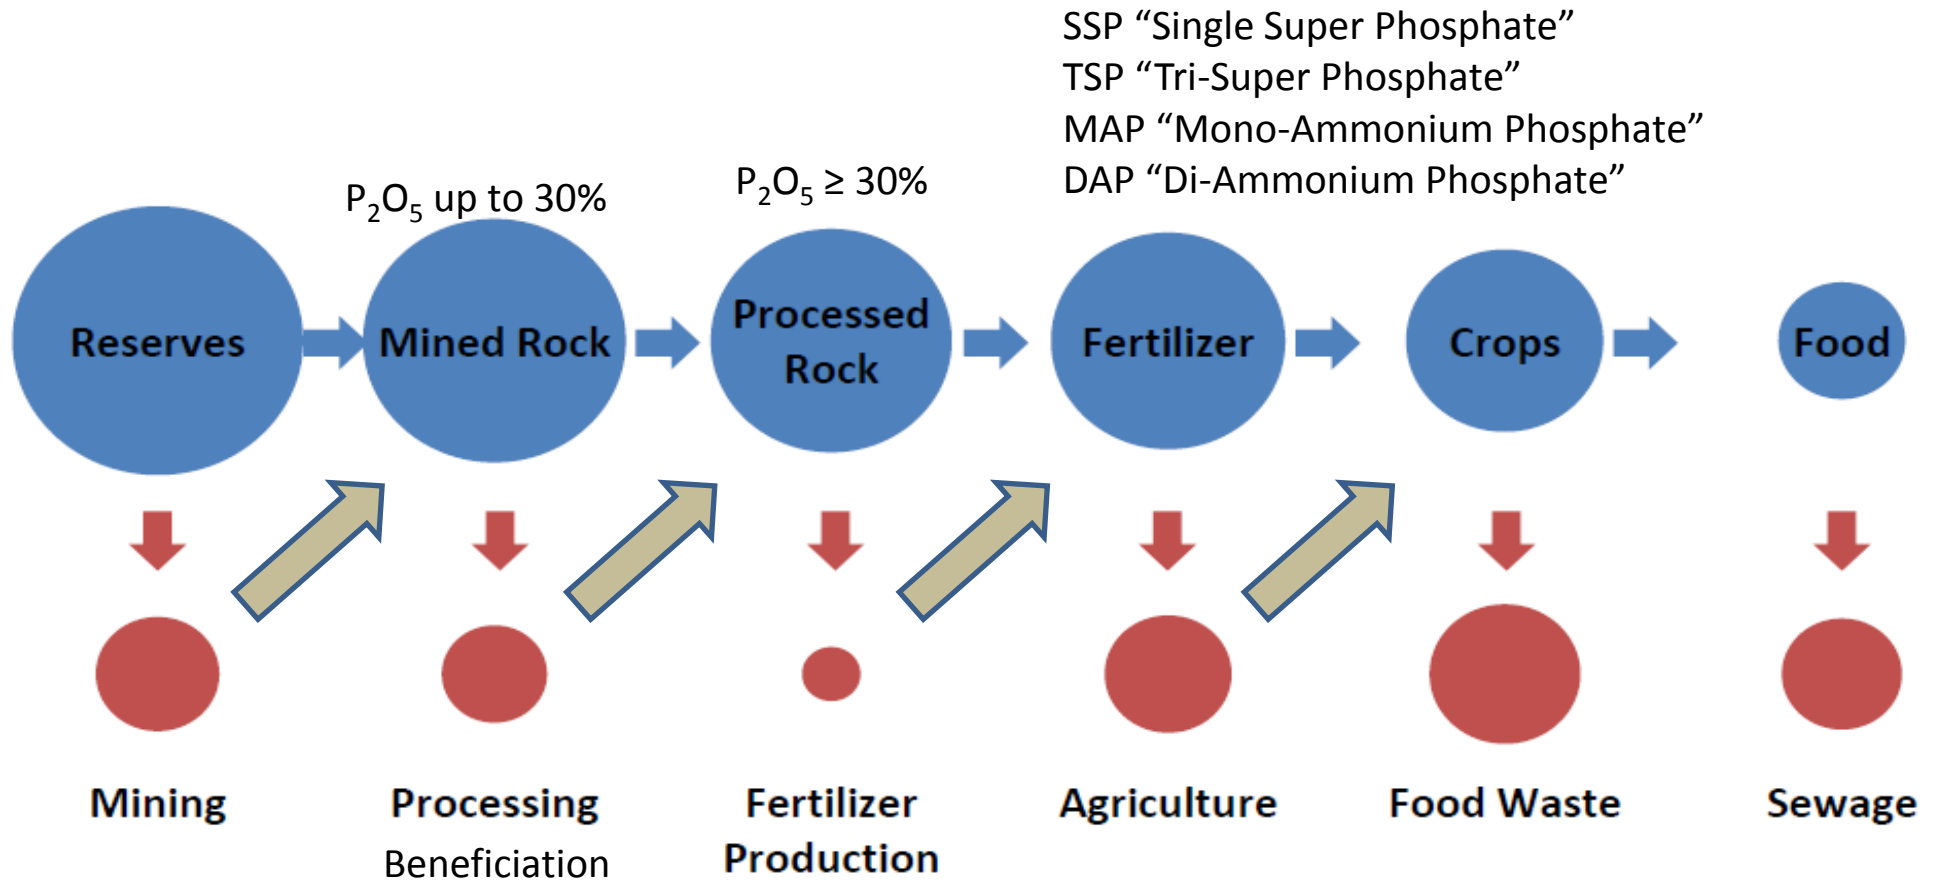 SSP “Single Super Phosphate”
TSP “Tri-Super Phosphate”
MAP “Mono-Ammonium Phosphate”
DAP “Di-Ammonium Phosphate”
P₂O₅ up to 30%
P₂O₅ ≥ 30%
Reserves
Mined Rock
Processed
Rock
Fertilizer
Crops
Food
Mining
Processing
Beneficiation
Fertilizer
Production
Agriculture
Food Waste
Sewage